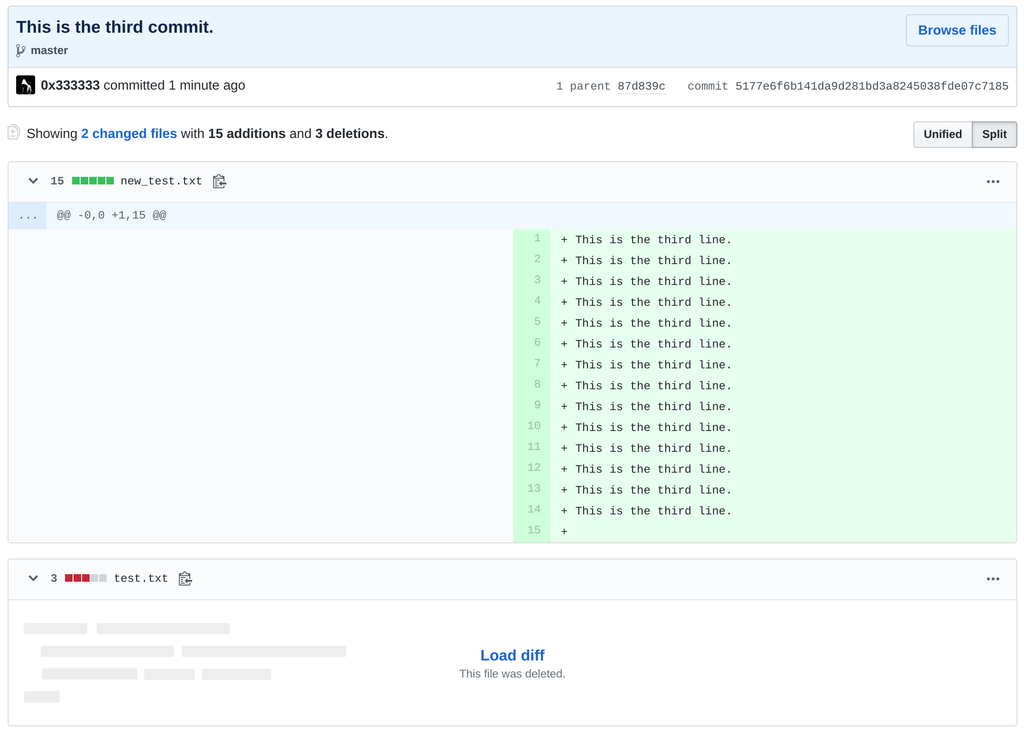 This is the third commit.
Browse files
master
0x333333 committed 1 minute ago
1 parent 87d839c commit 5177e6f6b141da9d281bd3a8245038fde07c7185
Showing 2 changed files with 15 additions and 3 deletions.
Unified Split
15 new_test.txt
... @@ -0,0 +1,15 @@
1 + This is the third line.
2 + This is the third line.
3 + This is the third line.
4 + This is the third line.
5 + This is the third line.
6 + This is the third line.
7 + This is the third line.
8 + This is the third line.
9 + This is the third line.
10 + This is the third line.
11 + This is the third line.
12 + This is the third line.
13 + This is the third line.
14 + This is the third line.
15 +
3 test.txt
Load diff
This file was deleted.